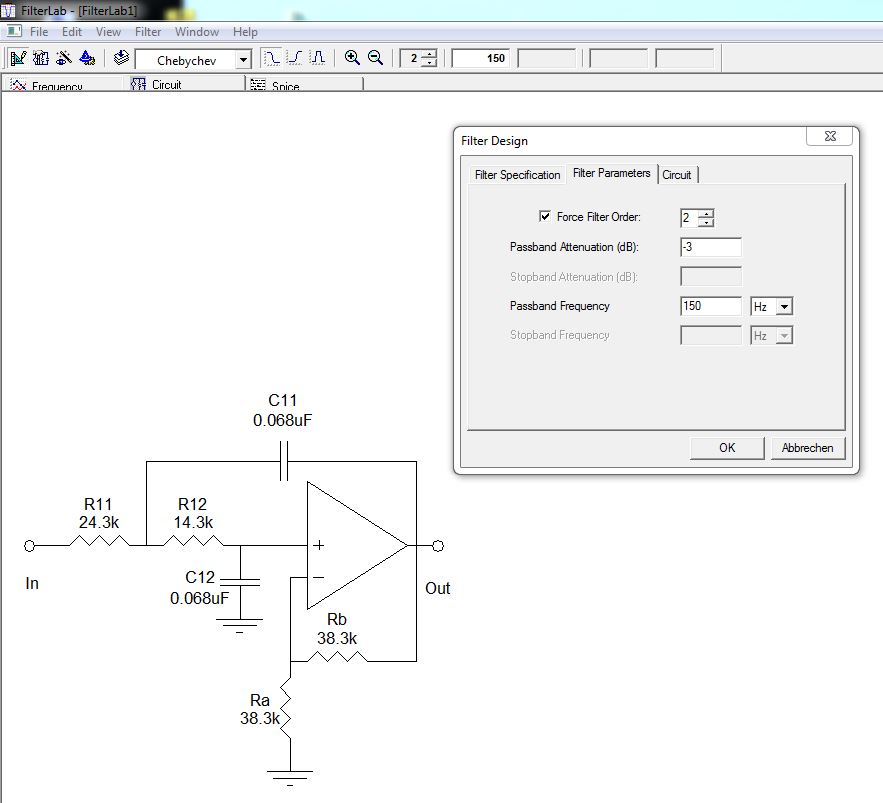 FilterLab - [FilterLab1]
File Edit View Filter Window Help
Chebychev 2 150
Frequency Circuit Spice
Filter Design
Filter Specification Filter Parameters Circuit
Force Filter Order: 2
Passband Attenuation (dB): -3
Stopband Attenuation (dB):
Passband Frequency 150 Hz
Stopband Frequency Hz
OK Abbrechen
C11
0.068uF
R11 R12
24.3k 14.3k
+
In
C12
0.068uF
−
Out
Rb
38.3k
Ra
38.3k